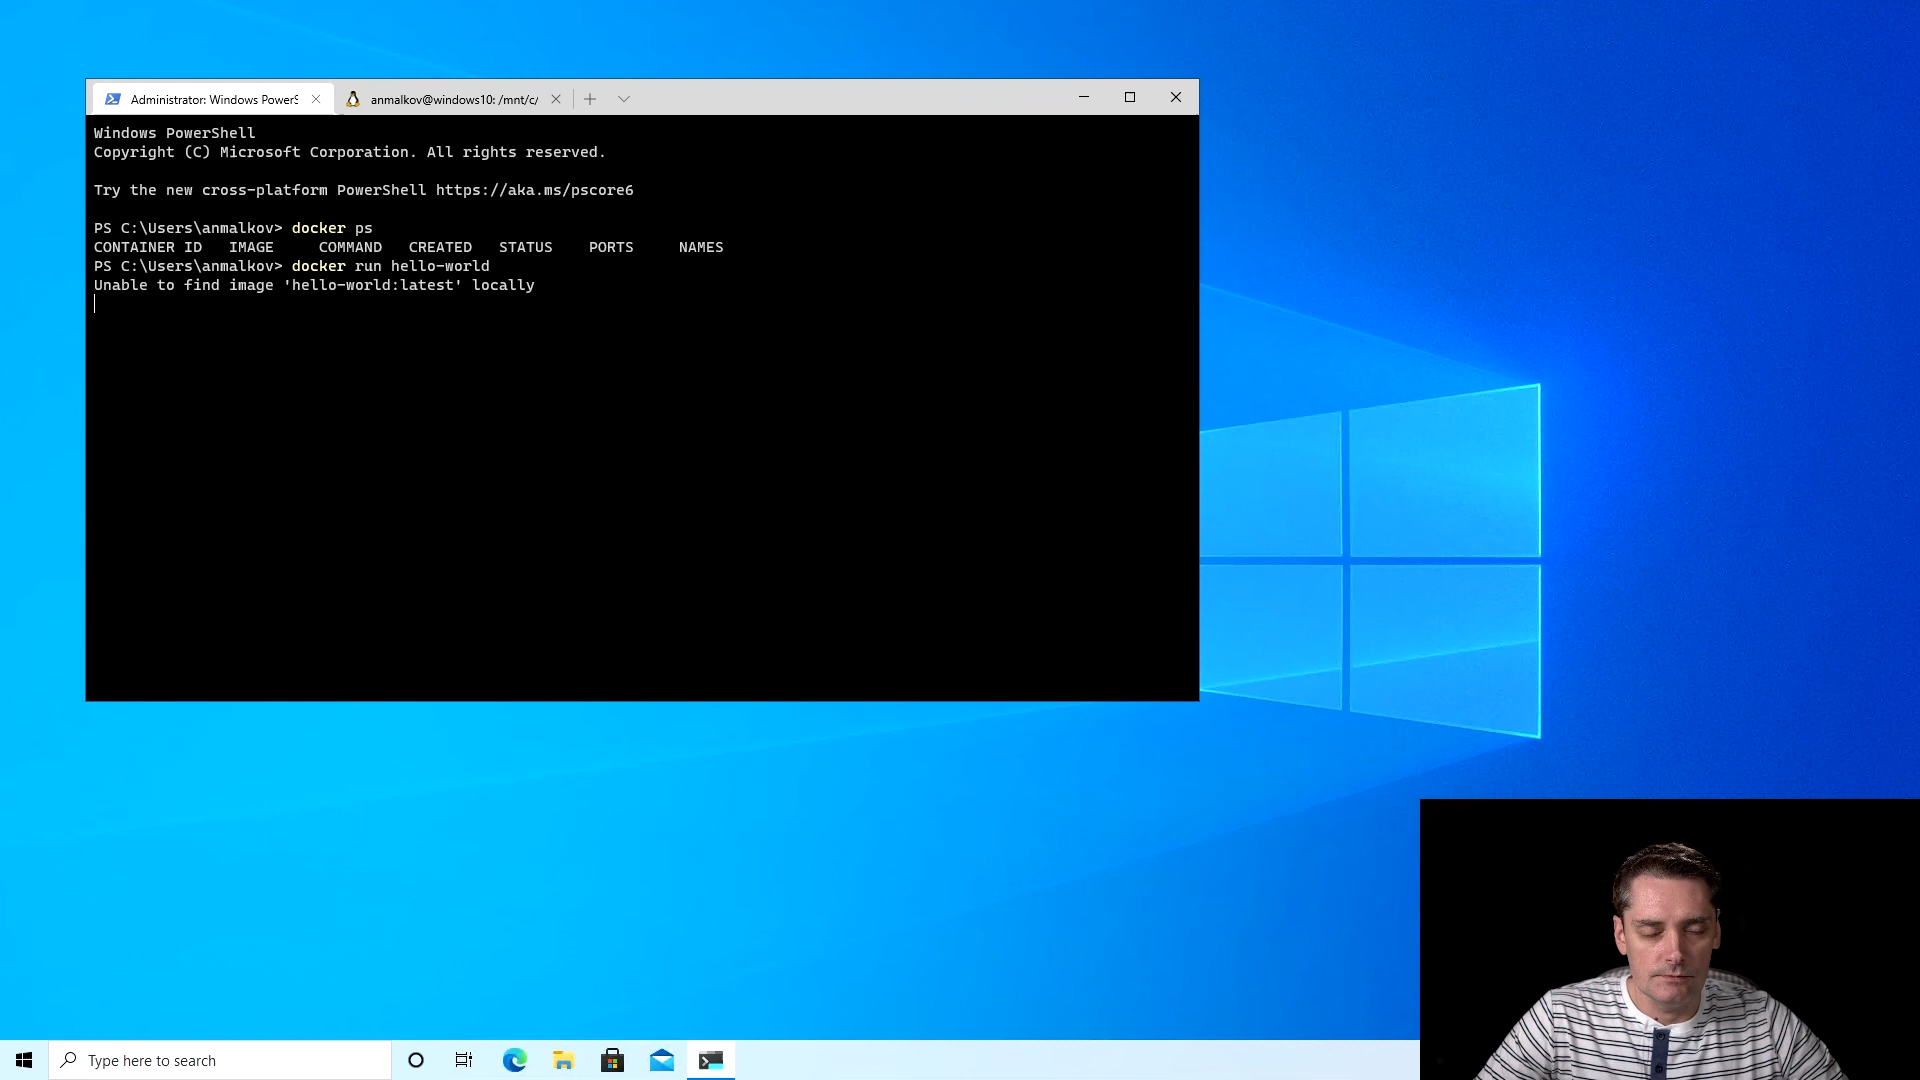 Administrator: Windows PowerS
anmalkov@windows10: /mnt/c/
Windows PowerShell
Copyright (C) Microsoft Corporation. All rights reserved.
Try the new cross-platform PowerShell https://aka.ms/pscore6
PS C:\Users\anmalkov> docker ps
CONTAINER ID   IMAGE     COMMAND   CREATED   STATUS    PORTS     NAMES
PS C:\Users\anmalkov> docker run hello-world
Unable to find image 'hello-world:latest' locally
Type here to search